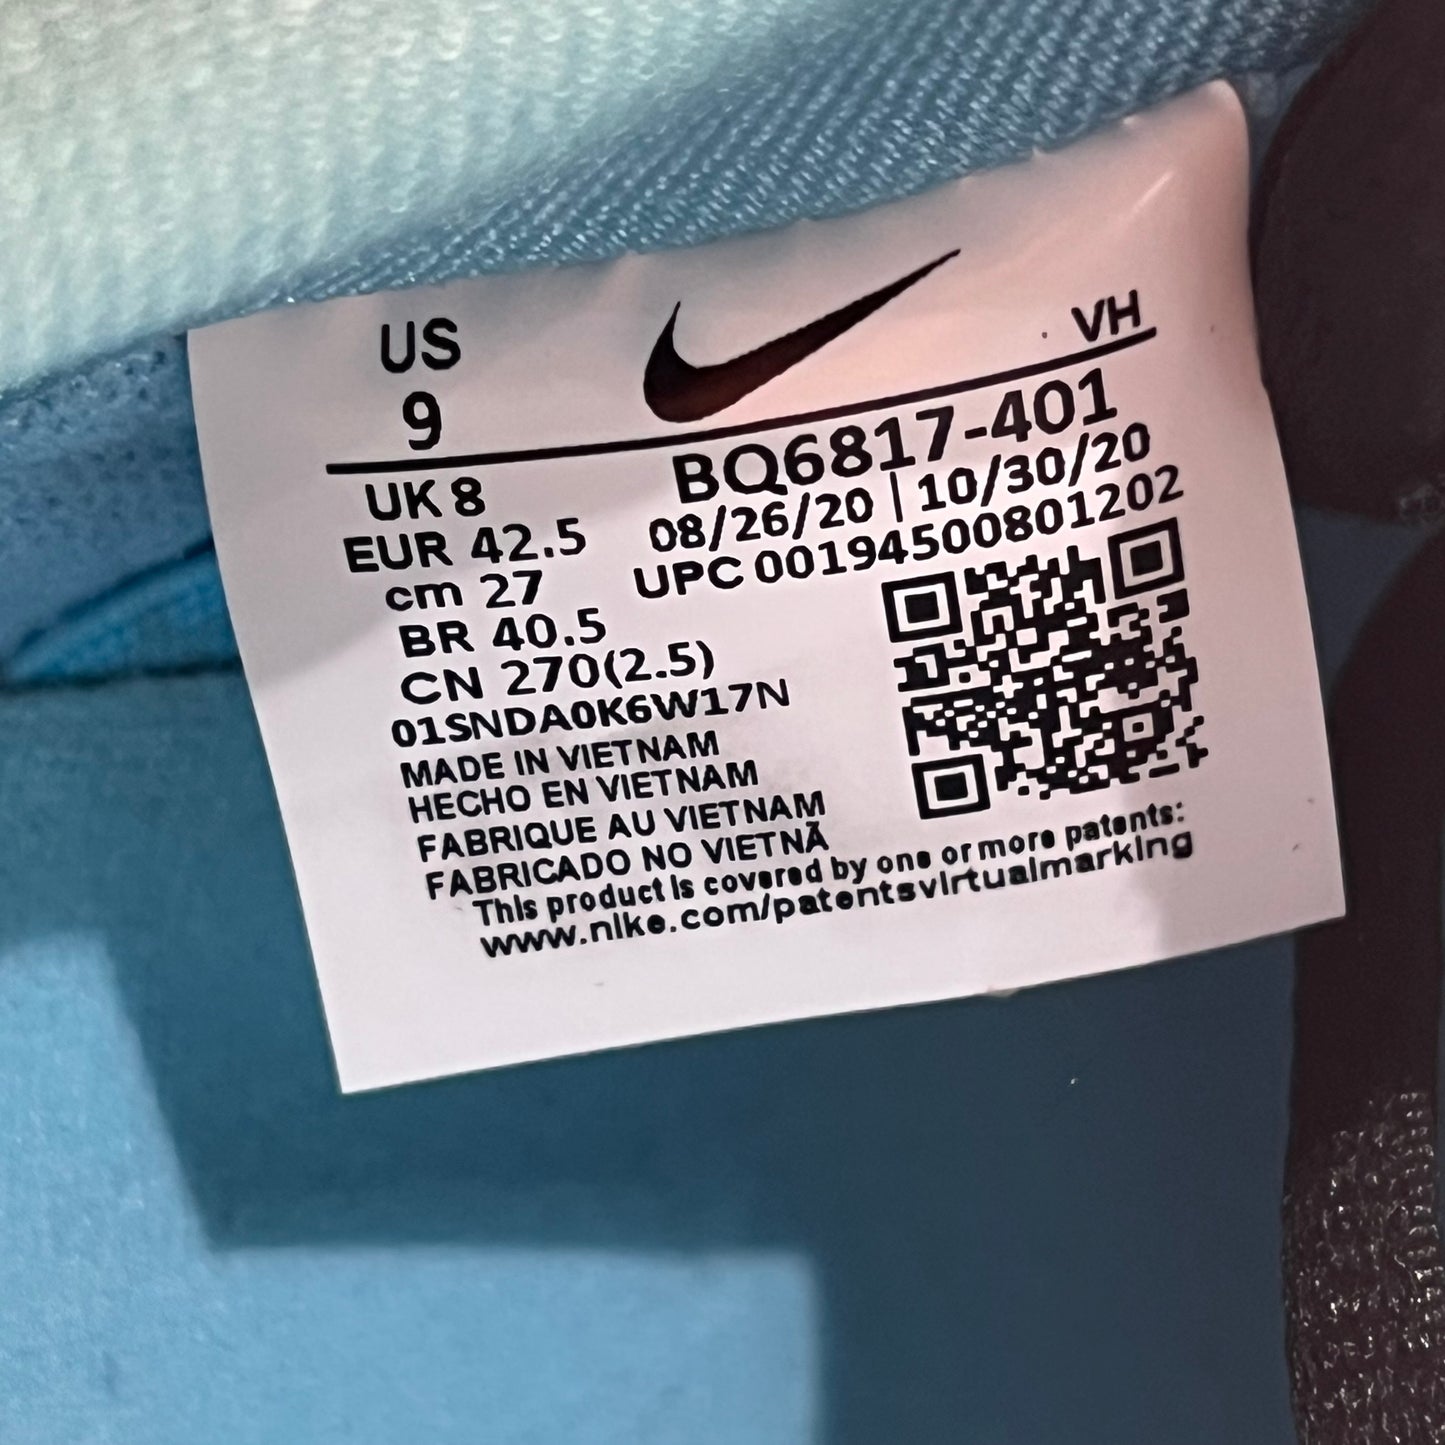 US
9
VH
UK 8
EUR 42.5
cm 27
BR 40.5
CN 270(2.5)
BQ6817-401
08/26/20 | 10/30/20
UPC 00194500801202
01SNDA0K6W17N
MADE IN VIETNAM
HECHO EN VIETNAM
FABRIQUE AU VIETNAM
FABRICADO NO VIETNÃ
This product is covered by one or more patents:
www.nike.com/patentsvirtualmarking